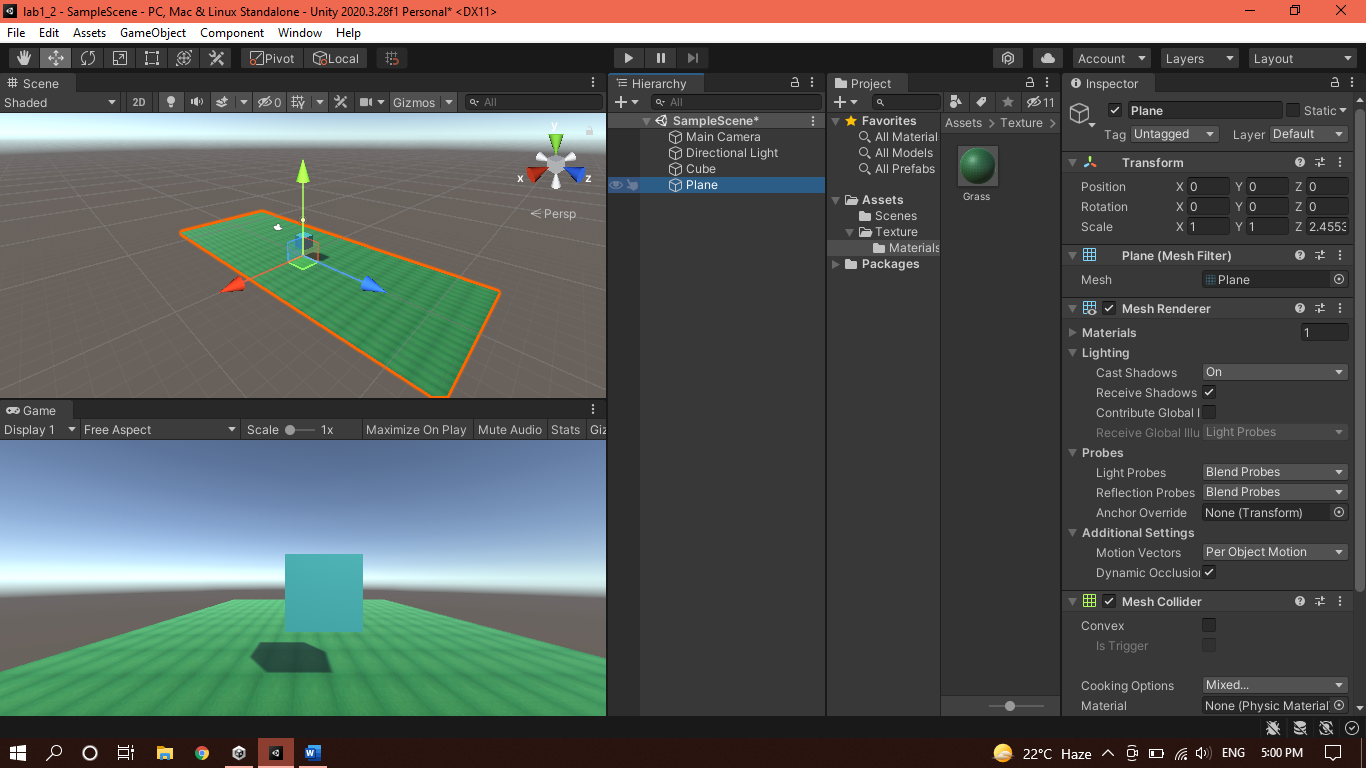 lab1_2 - SampleScene - PC, Mac & Linux Standalone - Unity 2020.3.28f1 Personal* <DX11>
File Edit Assets GameObject Component Window Help
Pivot Local Account Layers Layout
Scene
Shaded 2D 0 Gizmos All
y
x z
Persp
Game
Display 1 Free Aspect Scale 1x Maximize On Play Mute Audio Stats Giz
Hierarchy
All
SampleScene*
Main Camera
Directional Light
Cube
Plane
Project
11
Favorites
All Material
All Models
All Prefabs
Assets
Scenes
Texture
Materials
Packages
Assets > Texture >
Grass
Inspector
Plane Static
Tag Untagged Layer Default
Transform
Position X 0 Y 0 Z 0
Rotation X 0 Y 0 Z 0
Scale X 1 Y 1 Z 2.4553
Plane (Mesh Filter)
Mesh Plane
Mesh Renderer
Materials 1
Lighting
Cast Shadows On
Receive Shadows
Contribute Global I
Receive Global Illu Light Probes
Probes
Light Probes Blend Probes
Reflection Probes Blend Probes
Anchor Override None (Transform)
Additional Settings
Motion Vectors Per Object Motion
Dynamic Occlusion
Mesh Collider
Convex
Is Trigger
Cooking Options Mixed...
Material None (Physic Material
22°C Haze ENG 5:00 PM